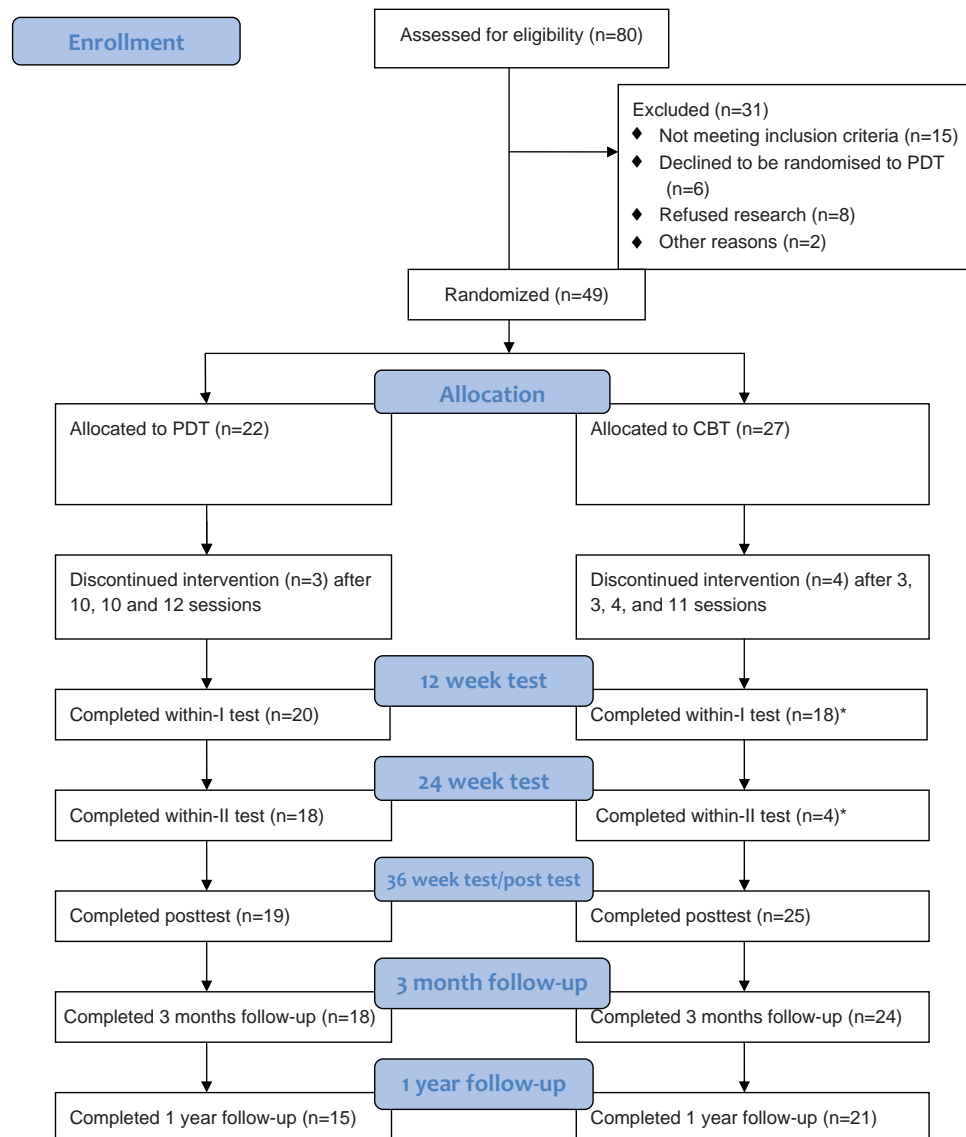 Enrollment
Assessed for eligibility (n=80)
Excluded (n=31)
♦ Not meeting inclusion criteria (n=15)
♦ Declined to be randomised to PDT
(n=6)
♦ Refused research (n=8)
♦ Other reasons (n=2)
Randomized (n=49)
Allocation
Allocated to PDT (n=22)
Allocated to CBT (n=27)
Discontinued intervention (n=3) after
10, 10 and 12 sessions
Discontinued intervention (n=4) after 3,
3, 4, and 11 sessions
12 week test
Completed within-I test (n=20)
Completed within-I test (n=18)*
24 week test
Completed within-II test (n=18)
Completed within-II test (n=4)*
36 week test/post test
Completed posttest (n=19)
Completed posttest (n=25)
3 month follow-up
Completed 3 months follow-up (n=18)
Completed 3 months follow-up (n=24)
1 year follow-up
Completed 1 year follow-up (n=15)
Completed 1 year follow-up (n=21)